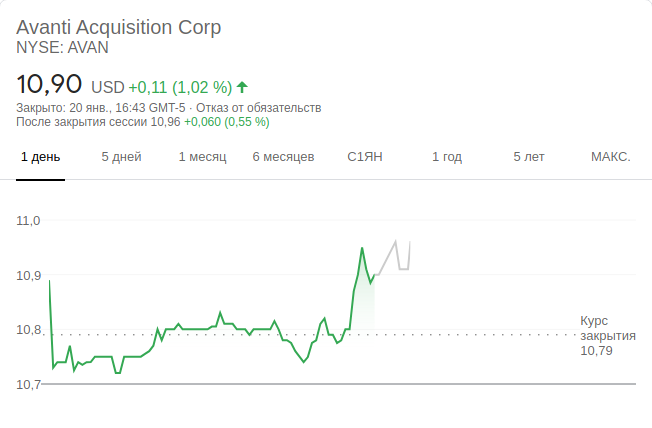 Avanti Acquisition Corp
NYSE: AVAN
10,90 USD +0,11 (1,02 %)
Закрыто: 20 янв., 16:43 GMT-5 · Отказ от обязательств
После закрытия сессии 10,96 +0,060 (0,55 %)
1 день 5 дней 1 месяц 6 месяцев С1ЯН 1 год 5 лет МАКС.
11,0
10,9
10,8
10,7
Курс
закрытия
10,79